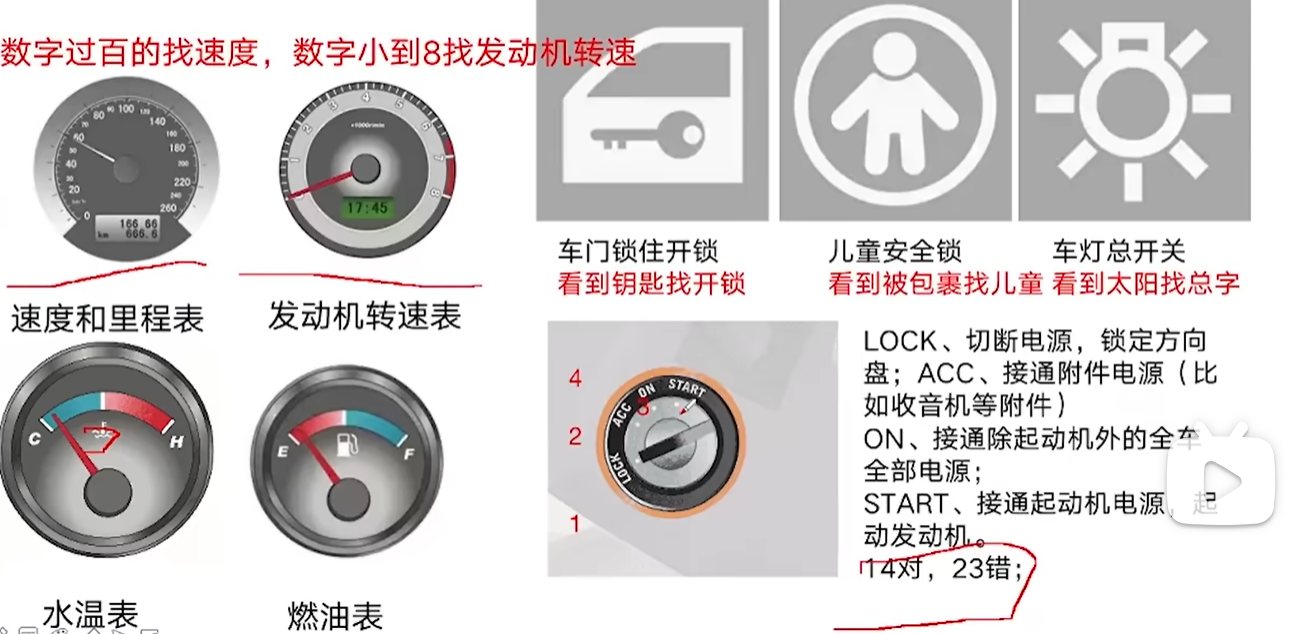 数字过百的找速度，数字小到8找发动机转速
0
20
40
60
80
100
120
140
160
180
200
220
240
260
km/h
166 66
km 666.6
1
2
3
4
5
6
7
8
×1000r/min
17:45
速度和里程表
发动机转速表
车门锁住开锁
看到钥匙找开锁
儿童安全锁
看到被包裹找儿童
车灯总开关
看到太阳找总字
C
H
E
F
水温表
燃油表
4
3
2
1
LOCK
ACC
ON
START
LOCK、切断电源，锁定方向
盘；ACC、接通附件电源（比
如收音机等附件）
ON、接通除起动机外的全车
全部电源；
START、接通起动机电源，起
动发动机。
14对，23错；